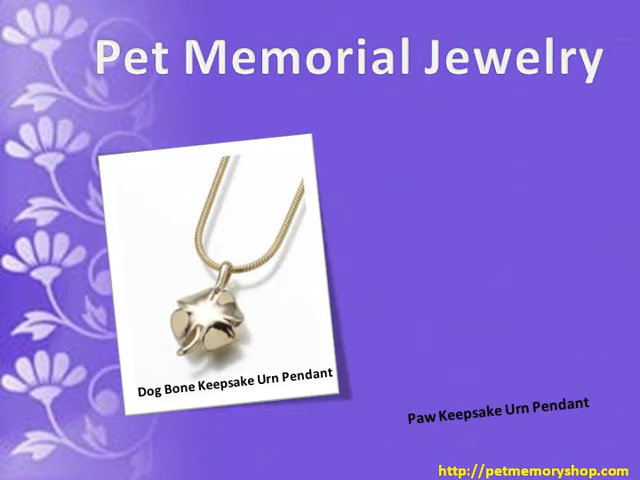 Pet Memorial Jewelry
Dog Bone Keepsake Urn Pendant
Paw Keepsake Urn Pendant
http://petmemoryshop.com